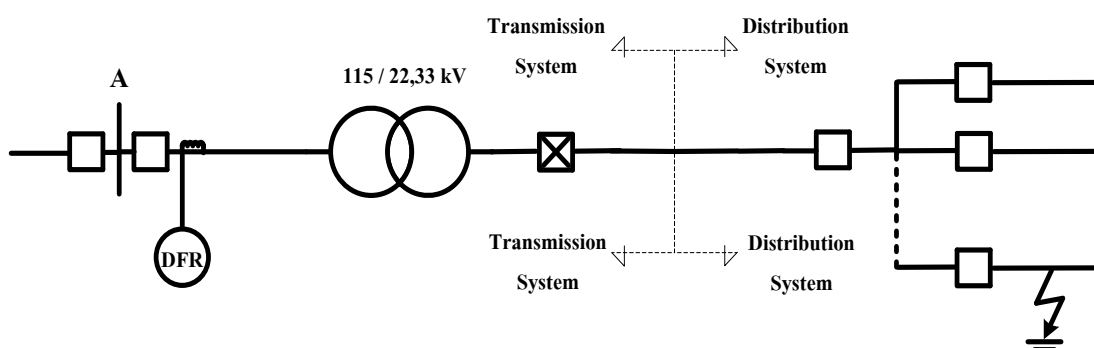 Transmission
System
Distribution
System
115 / 22,33 kV
A
DFR
Transmission
System
Distribution
System